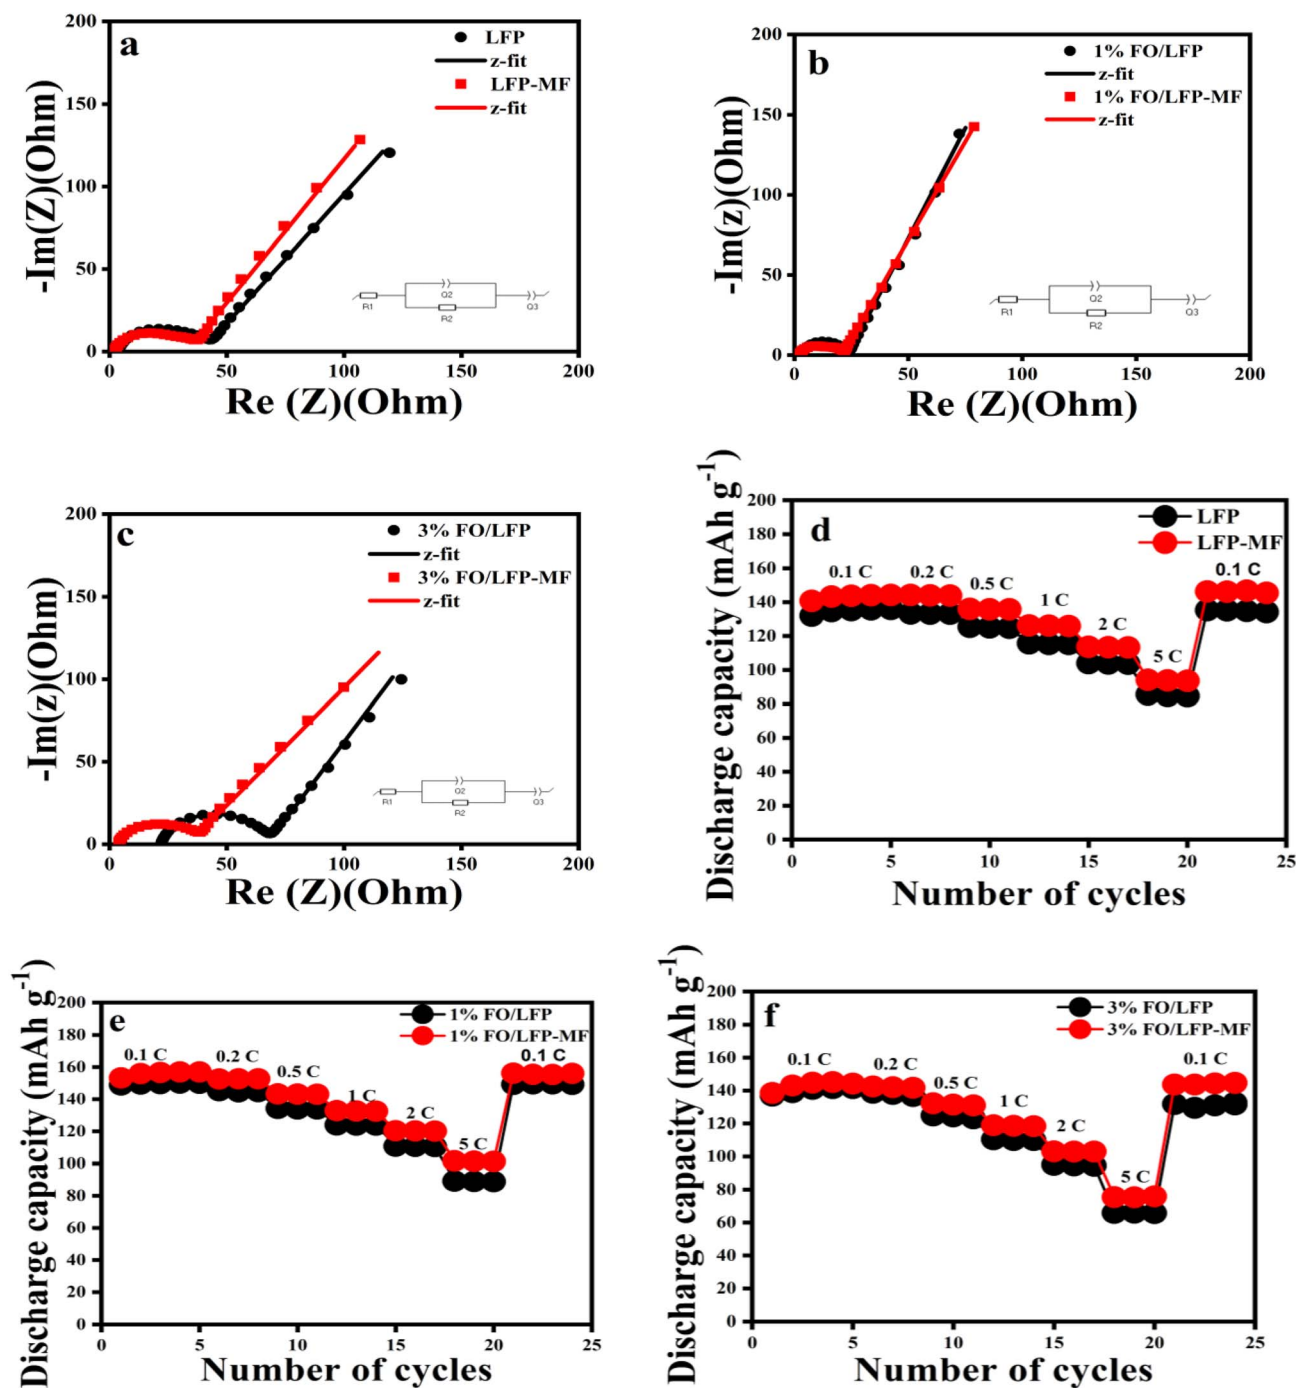 a
LFP
z-fit
LFP-MF
z-fit
200
150
100
50
0
-Im(Z)(Ohm)
R1
Q2
R2
Q3
0
50
100
150
200
Re (Z)(Ohm)
b
1% FO/LFP
z-fit
1% FO/LFP-MF
z-fit
200
150
100
50
0
-Im(z)(Ohm)
R1
Q2
R2
Q3
0
50
100
150
200
Re (Z)(Ohm)
c
3% FO/LFP
z-fit
3% FO/LFP-MF
z-fit
200
150
100
50
0
-Im(z)(Ohm)
R1
Q2
R2
Q3
0
50
100
150
200
Re (Z)(Ohm)
d
LFP
LFP-MF
200
180
160
140
120
100
80
60
40
20
0
Discharge capacity (mAh g⁻¹)
0.1 C
0.2 C
0.5 C
1 C
2 C
5 C
0.1 C
0
5
10
15
20
25
Number of cycles
e
1% FO/LFP
1% FO/LFP-MF
200
180
160
140
120
100
80
60
40
20
0
Discharge capacity (mAh g⁻¹)
0.1 C
0.2 C
0.5 C
1 C
2 C
5 C
0.1 C
0
5
10
15
20
25
Number of cycles
f
3% FO/LFP
3% FO/LFP-MF
200
180
160
140
120
100
80
60
40
20
0
Discharge capacity (mAh g⁻¹)
0.1 C
0.2 C
0.5 C
1 C
2 C
5 C
0.1 C
0
5
10
15
20
25
Number of cycles